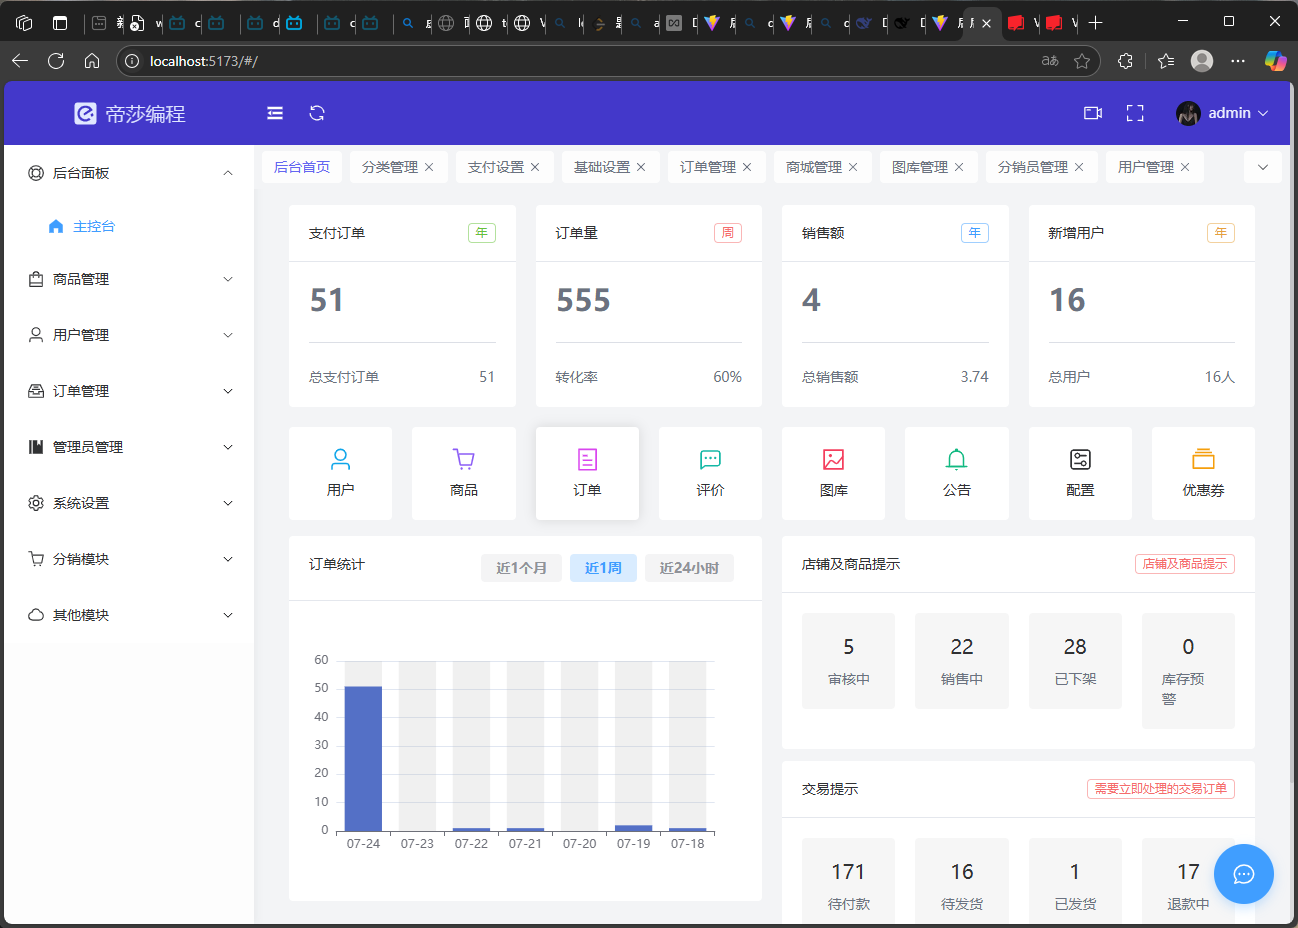 localhost:5173/#/
帝莎编程
admin
后台面板
主控台
商品管理
用户管理
订单管理
管理员管理
系统设置
分销模块
其他模块
后台首页
分类管理
支付设置
基础设置
订单管理
商城管理
图库管理
分销员管理
用户管理
支付订单 年
51
总支付订单 51
订单量 周
555
转化率 60%
销售额 年
4
总销售额 3.74
新增用户 年
16
总用户 16人
用户
商品
订单
评价
图库
公告
配置
优惠券
订单统计
近1个月
近1周
近24小时
60
50
40
30
20
10
0
07-24 07-23 07-22 07-21 07-20 07-19 07-18
店铺及商品提示
店铺及商品提示
5
审核中
22
销售中
28
已下架
0
库存预
警
交易提示
需要立即处理的交易订单
171
待付款
16
待发货
1
已发货
17
退款中